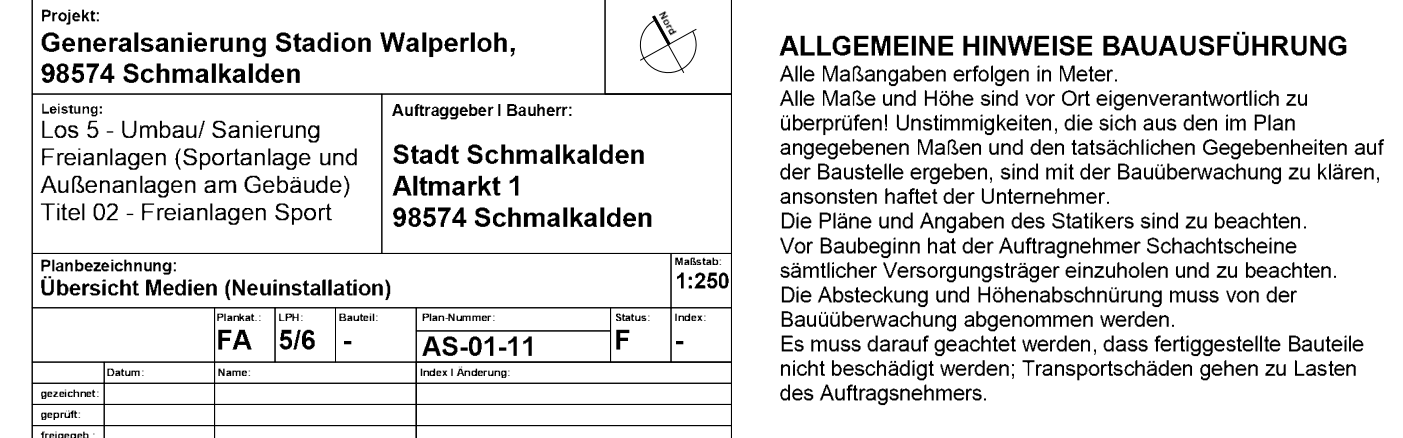 Projekt:
Generalsanierung Stadion Walperloh,
98574 Schmalkalden
Nord
Leistung:
Los 5 - Umbau/ Sanierung
Freianlagen (Sportanlage und
Außenanlagen am Gebäude)
Titel 02 - Freianlagen Sport
Auftraggeber I Bauherr:
Stadt Schmalkalden
Altmarkt 1
98574 Schmalkalden
Planbezeichnung:
Übersicht Medien (Neuinstallation)
Maßstab:
1:250
Plankat.: LPH: Bauteil: Plan-Nummer: Status: Index:
FA 5/6 - AS-01-11 F -
Datum: Name: Index I Änderung:
gezeichnet:
geprüft:
freigegeb.:
ALLGEMEINE HINWEISE BAUAUSFÜHRUNG
Alle Maßangaben erfolgen in Meter.
Alle Maße und Höhe sind vor Ort eigenverantwortlich zu
überprüfen! Unstimmigkeiten, die sich aus den im Plan
angegebenen Maßen und den tatsächlichen Gegebenheiten auf
der Baustelle ergeben, sind mit der Bauüberwachung zu klären,
ansonsten haftet der Unternehmer.
Die Pläne und Angaben des Statikers sind zu beachten.
Vor Baubeginn hat der Auftragnehmer Schachtscheine
sämtlicher Versorgungsträger einzuholen und zu beachten.
Die Absteckung und Höhenabschnürung muss von der
Bauüüberwachung abgenommen werden.
Es muss darauf geachtet werden, dass fertiggestellte Bauteile
nicht beschädigt werden; Transportschäden gehen zu Lasten
des Auftragsnehmers.